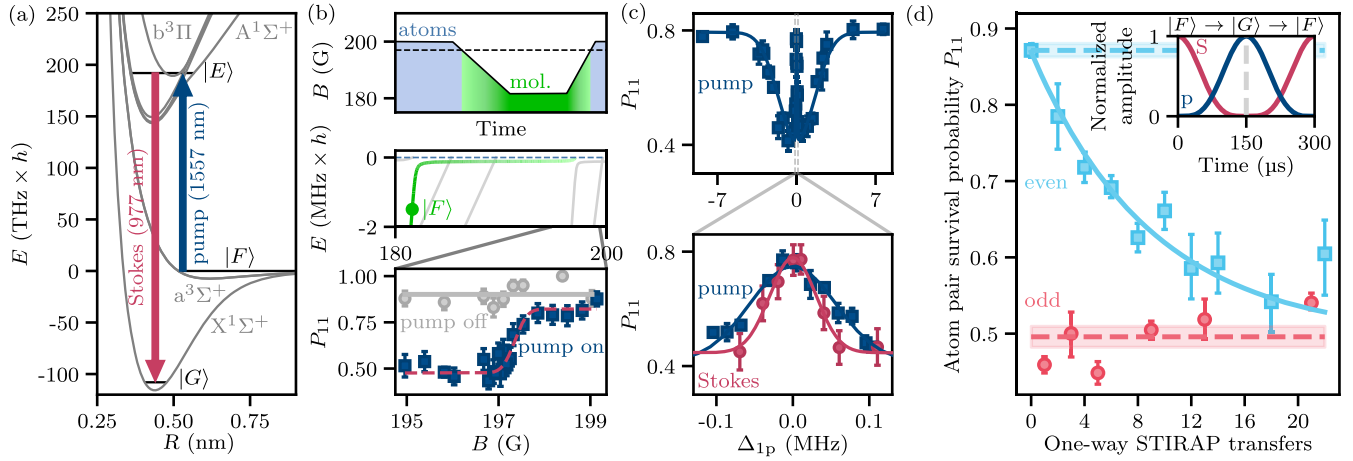 (a)
250
200
150
100
50
0
-50
-100
E (THz × h)
0.25
0.50
0.75
R (nm)
b³Π
A¹Σ⁺
|E⟩
Stokes (977 nm)
pump (1557 nm)
|F⟩
a³Σ⁺
X¹Σ⁺
|G⟩
(b)
200
180
B (G)
atoms
mol.
Time
0
-2
E (MHz × h)
|F⟩
180
200
1.00
0.75
0.50
P₁₁
pump off
pump on
195
197
199
B (G)
(c)
0.8
0.4
P₁₁
pump
-7
0
7
0.8
0.4
P₁₁
pump
Stokes
-0.1
0.0
0.1
Δ₁ₚ (MHz)
(d)
0.9
0.8
0.7
0.6
0.5
Atom pair survival probability P₁₁
even
odd
0
4
8
12
16
20
One-way STIRAP transfers
|F⟩ → |G⟩ → |F⟩
1
0
Normalized
amplitude
S
p
0
150
300
Time (µs)